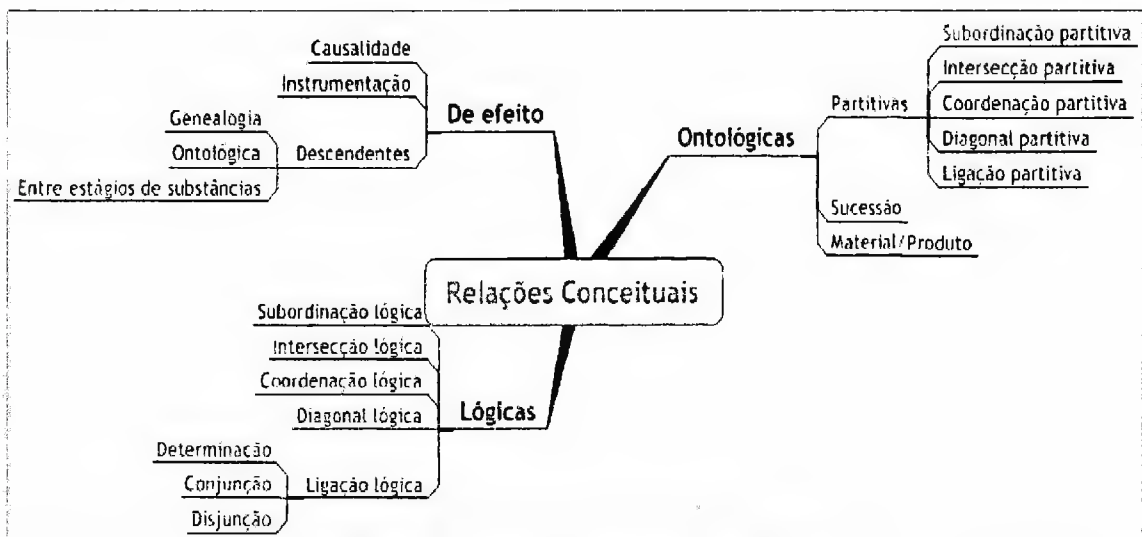 Causalidade
Instrumentação
Genealogia
Ontológica
Entre estágios de substâncias
Descendentes
De efeito
Ontológicas
Partitivas
Subordinação partitiva
Intersecção partitiva
Coordenação partitiva
Diagonal partitiva
Ligação partitiva
Sucessão
Material/Produto
Relações Conceituais
Subordinação lógica
Intersecção lógica
Coordenação lógica
Diagonal lógica
Lógicas
Determinação
Conjunção
Disjunção
Ligação lógica